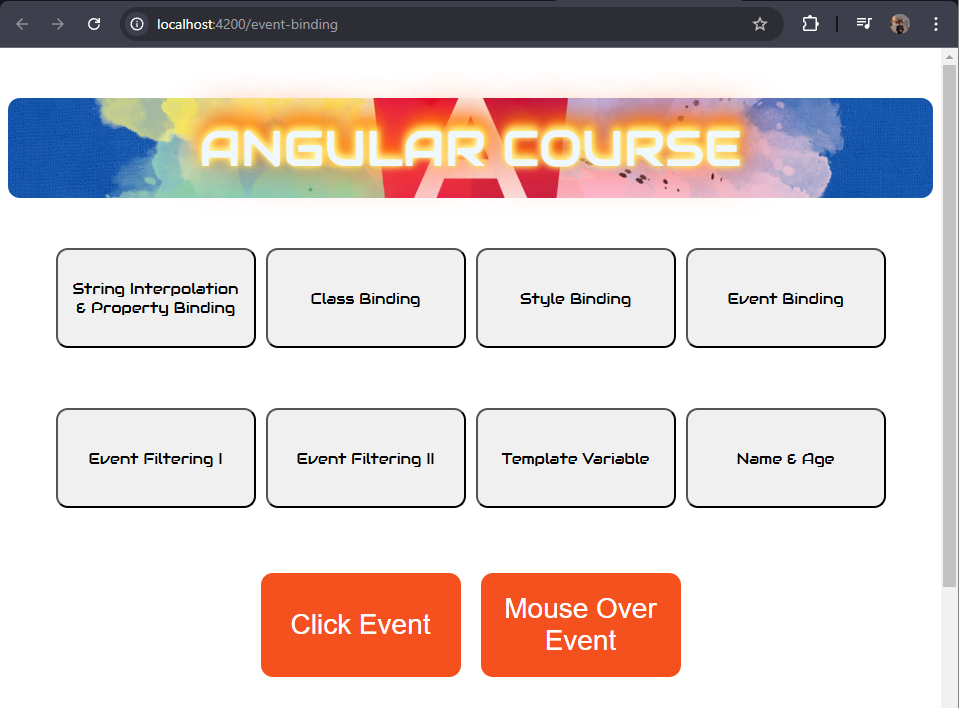 localhost:4200/event-binding
ANGULAR COURSE
String Interpolation
& Property Binding
Class Binding
Style Binding
Event Binding
Event Filtering I
Event Filtering II
Template Variable
Name & Age
Click Event
Mouse Over
Event